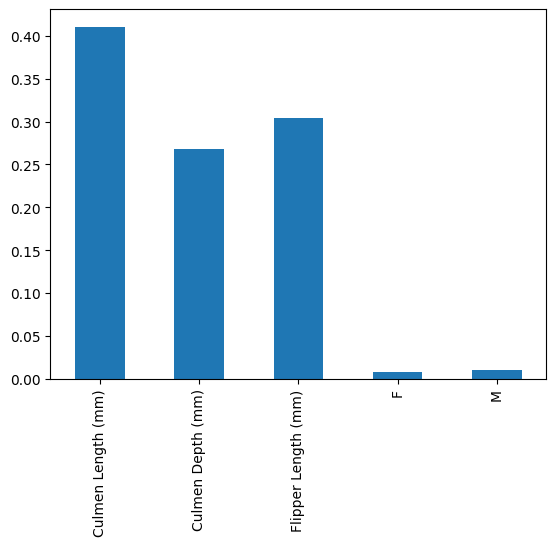 0.40
0.35
0.30
0.25
0.20
0.15
0.10
0.05
0.00
Culmen Length (mm)
Culmen Depth (mm)
Flipper Length (mm)
F
M